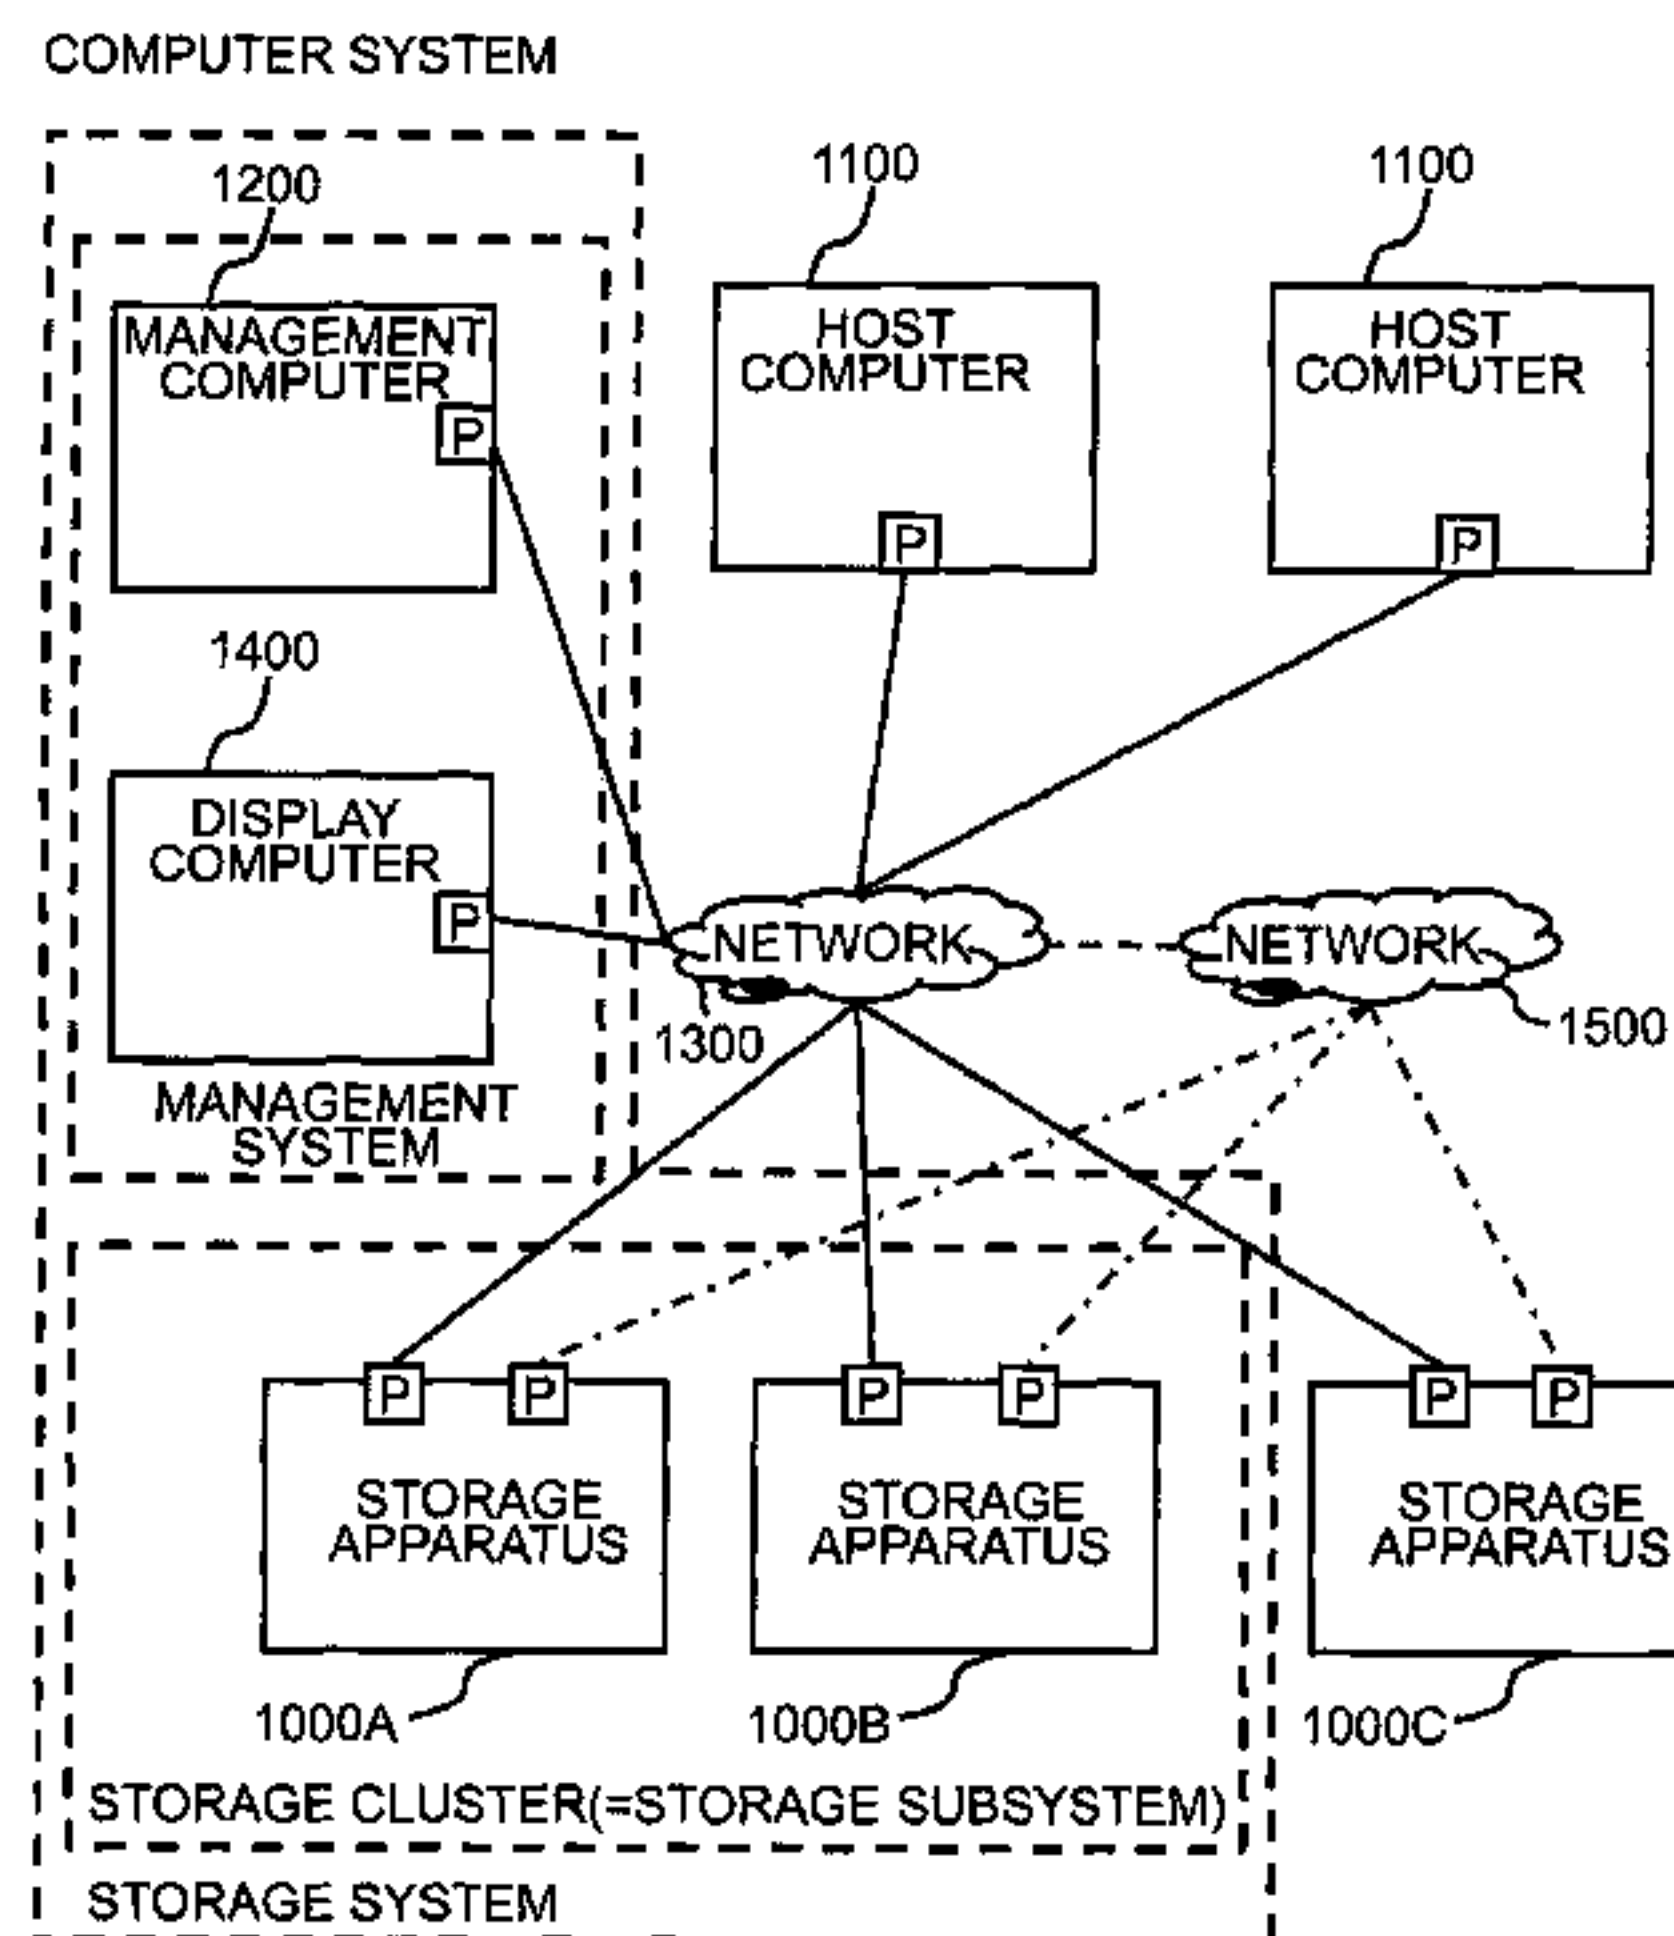 COMPUTER SYSTEM
1200
1100
1100
MANAGEMENT
COMPUTER
P
HOST
COMPUTER
P
HOST
COMPUTER
P
1400
DISPLAY
COMPUTER
P
MANAGEMENT
SYSTEM
NETWORK
1300
NETWORK
1500
P
P
STORAGE
APPARATUS
1000A
P
P
STORAGE
APPARATUS
1000B
P
P
STORAGE
APPARATUS
1000C
STORAGE CLUSTER(=STORAGE SUBSYSTEM)
STORAGE SYSTEM